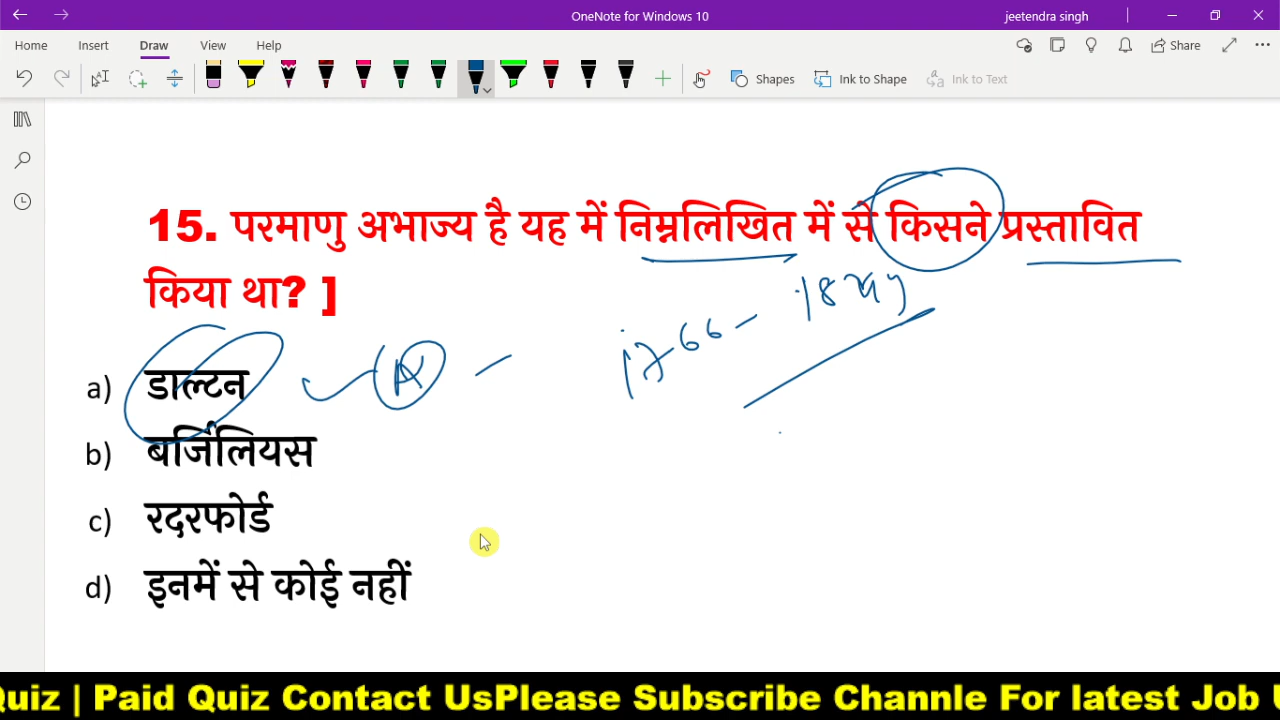 OneNote for Windows 10
jeetendra singh
Home Insert Draw View Help
Share
Shapes Ink to Shape Ink to Text
15. परमाणु अभाज्य है यह में निम्नलिखित में से किसने प्रस्तावित
किया था? ]
1766 - 1844
a) डाल्टन (A) -
b) बर्जिलियस
c) रदरफोर्ड
d) इनमें से कोई नहीं
Quiz | Paid Quiz Contact UsPlease Subscribe Channle For latest Job